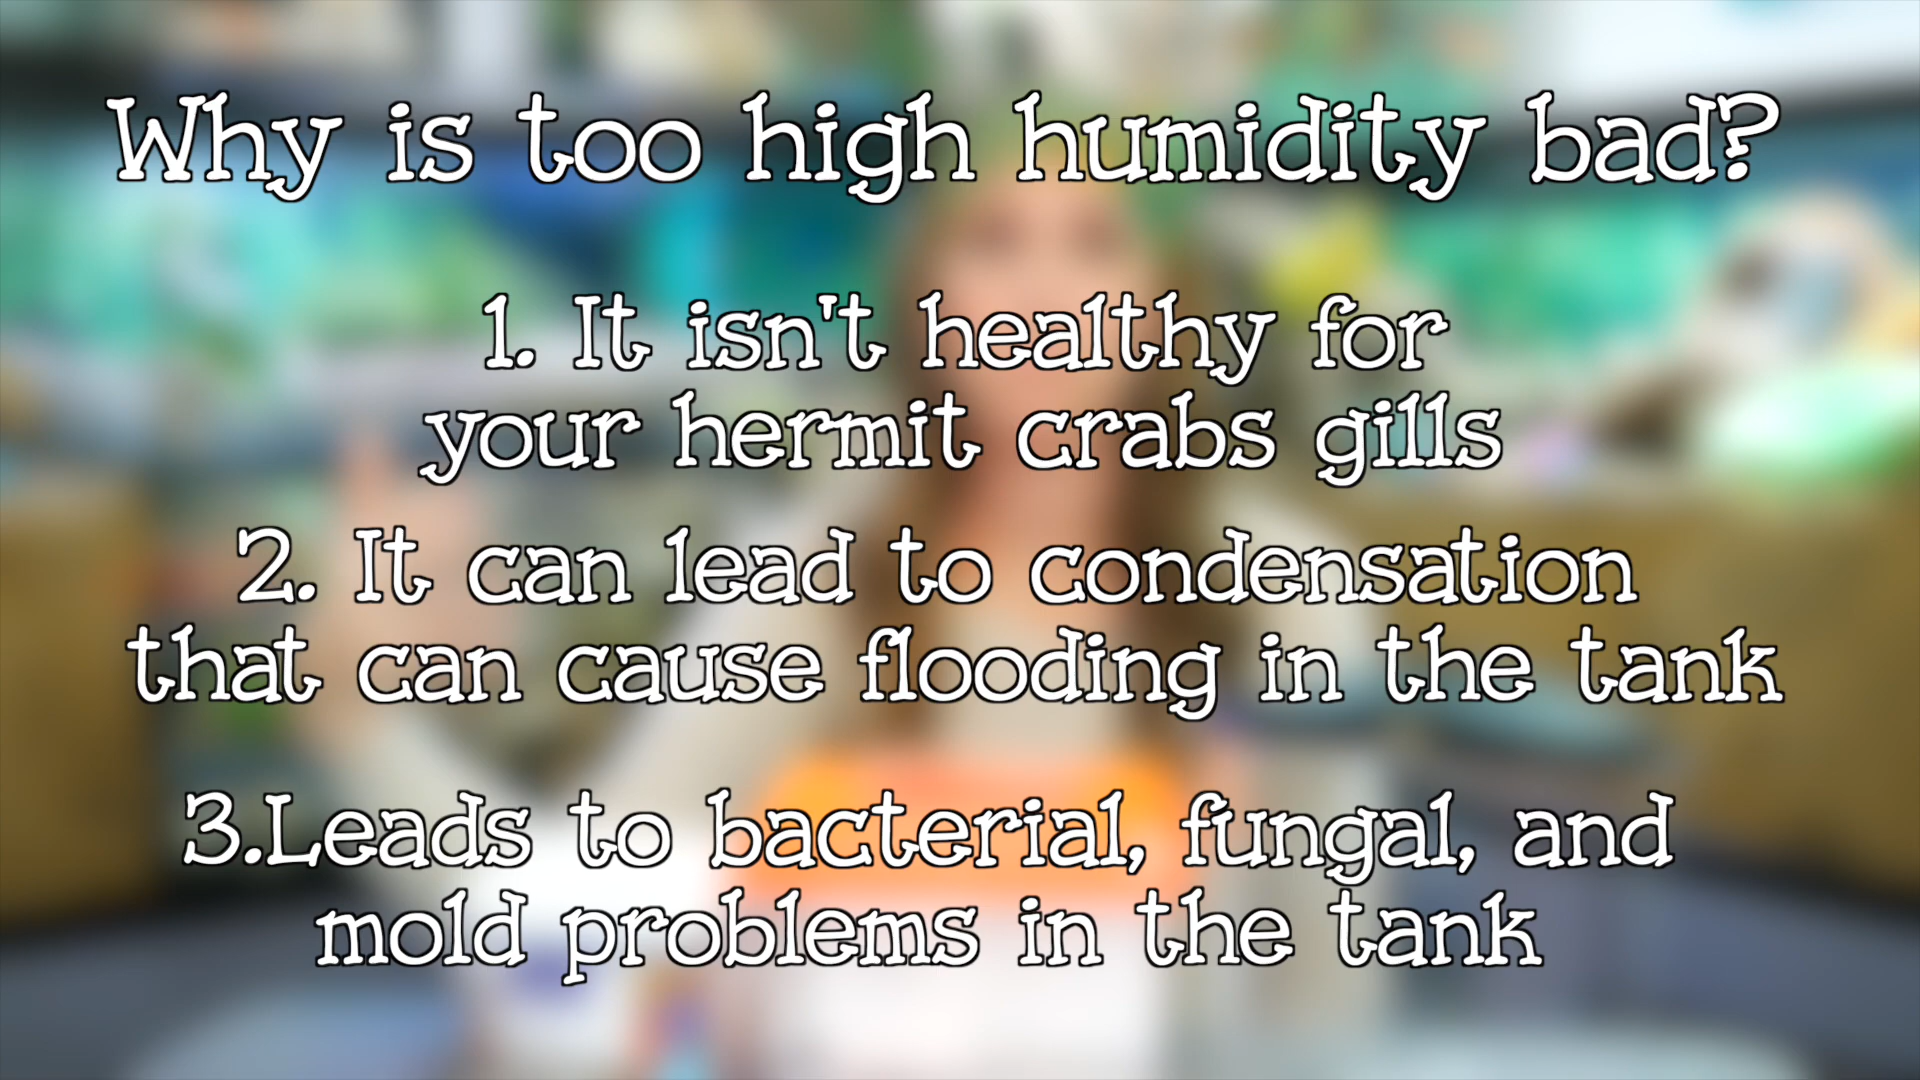 Why is too high humidity bad?
1. It isn't healthy for
your hermit crabs gills
2. It can lead to condensation
that can cause flooding in the tank
3.Leads to bacterial, fungal, and
mold problems in the tank